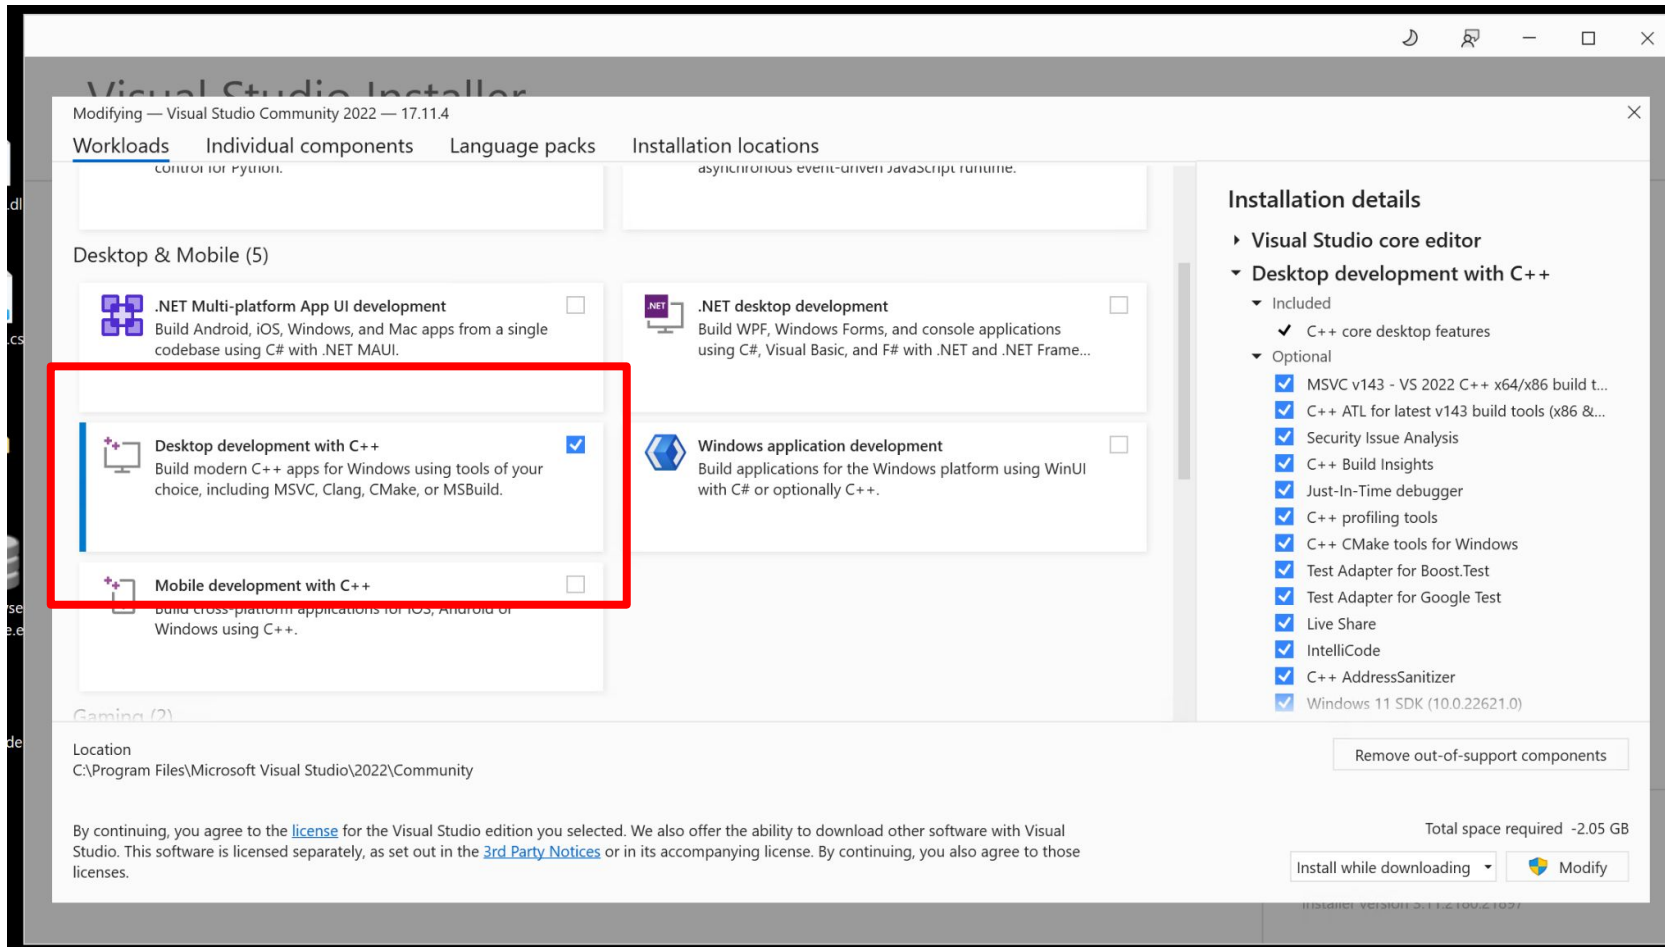 Visual Studio Installer
Modifying — Visual Studio Community 2022 — 17.11.4
Workloads Individual components Language packs Installation locations
control for Python.
asynchronous event-driven JavaScript runtime.
Desktop & Mobile (5)
.NET Multi-platform App UI development
Build Android, iOS, Windows, and Mac apps from a single
codebase using C# with .NET MAUI.
.NET
.NET desktop development
Build WPF, Windows Forms, and console applications
using C#, Visual Basic, and F# with .NET and .NET Frame...
Desktop development with C++
Build modern C++ apps for Windows using tools of your
choice, including MSVC, Clang, CMake, or MSBuild.
Windows application development
Build applications for the Windows platform using WinUI
with C# or optionally C++.
Mobile development with C++
Build cross-platform applications for iOS, Android or
Windows using C++.
Gaming (2)
Installation details
Visual Studio core editor
Desktop development with C++
Included
C++ core desktop features
Optional
MSVC v143 - VS 2022 C++ x64/x86 build t...
C++ ATL for latest v143 build tools (x86 &...
Security Issue Analysis
C++ Build Insights
Just-In-Time debugger
C++ profiling tools
C++ CMake tools for Windows
Test Adapter for Boost.Test
Test Adapter for Google Test
Live Share
IntelliCode
C++ AddressSanitizer
Windows 11 SDK (10.0.22621.0)
Location
C:\Program Files\Microsoft Visual Studio\2022\Community
Remove out-of-support components
By continuing, you agree to the license for the Visual Studio edition you selected. We also offer the ability to download other software with Visual
Studio. This software is licensed separately, as set out in the 3rd Party Notices or in its accompanying license. By continuing, you also agree to those
licenses.
Total space required -2.05 GB
Install while downloading
Modify